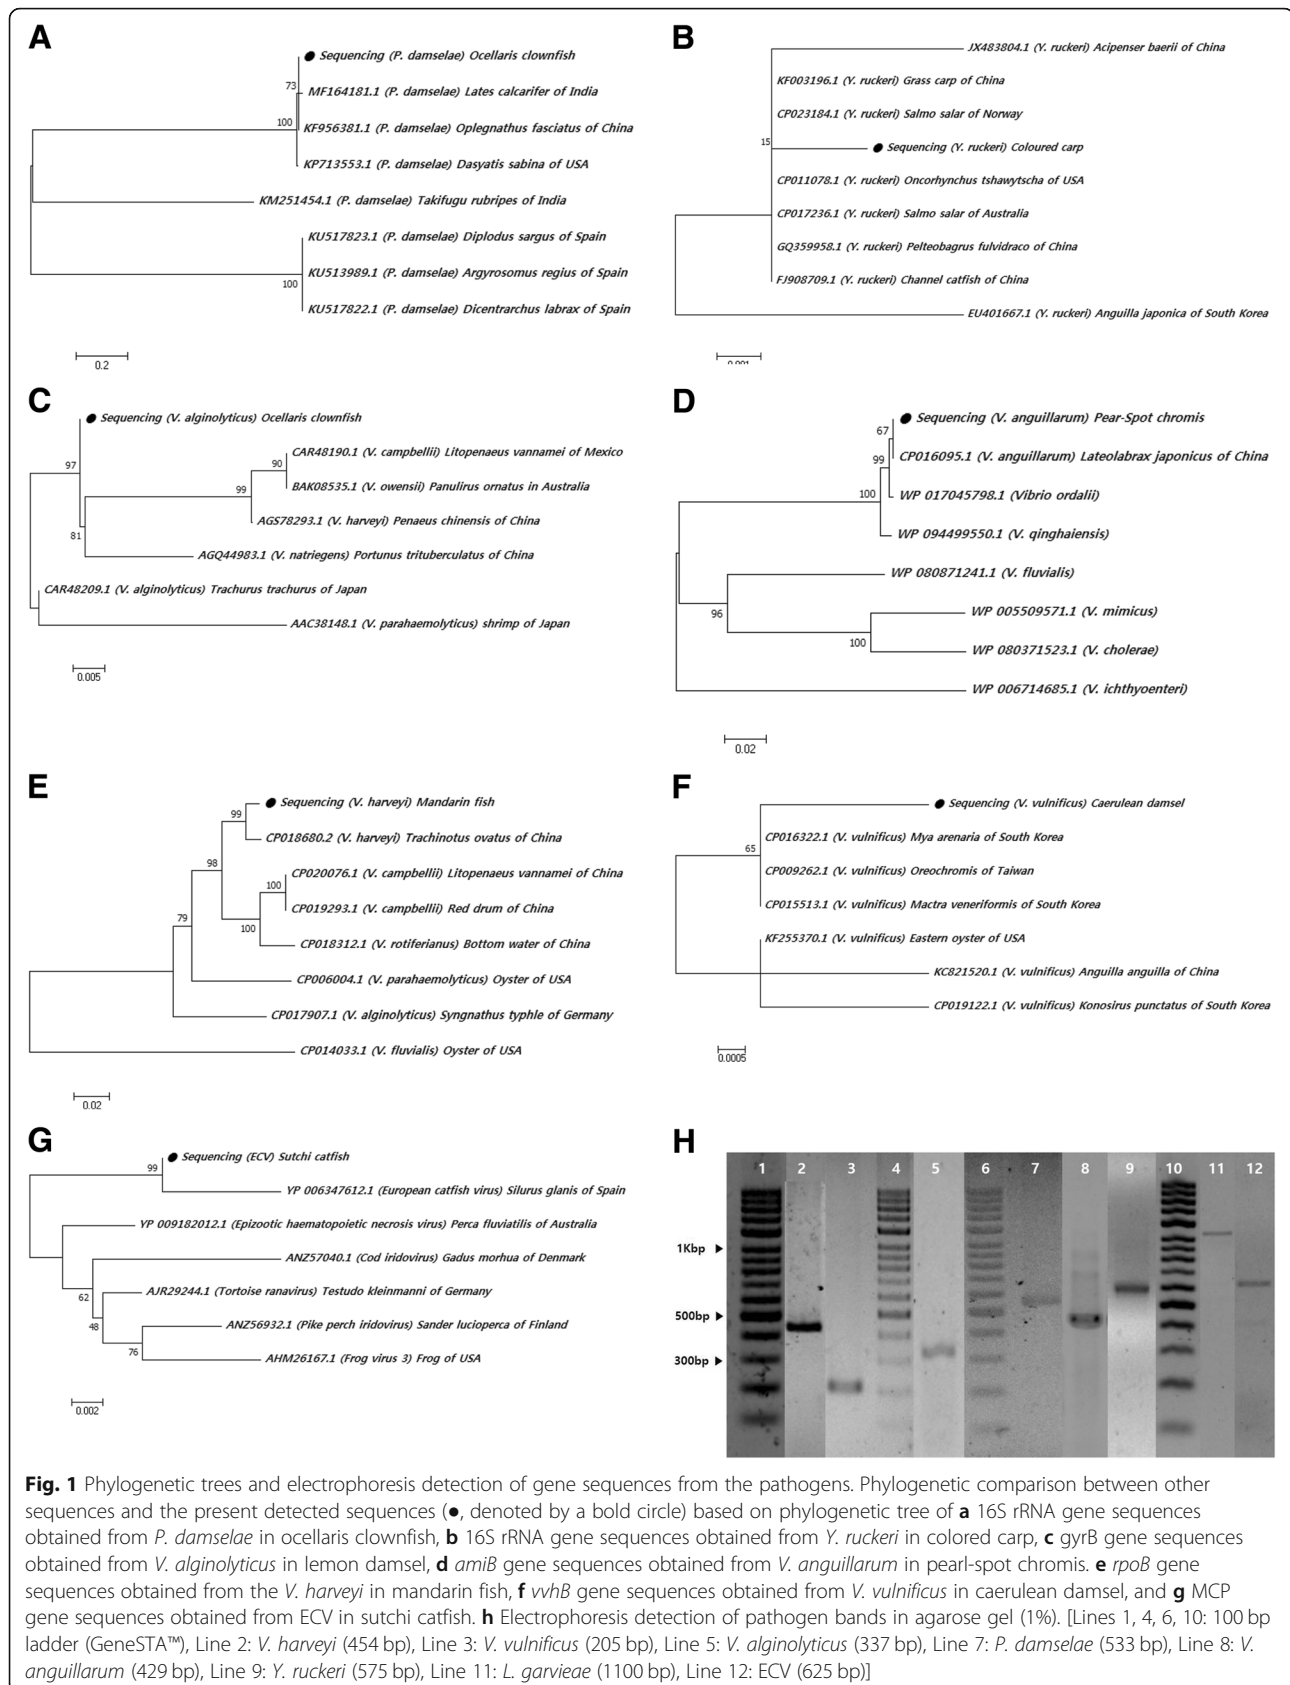 A
73
Sequencing (P. damselae) Ocellaris clownfish
MF164181.1 (P. damselae) Lates calcarifer of India
100
KF956381.1 (P. damselae) Oplegnathus fasciatus of China
KP713553.1 (P. damselae) Dasyatis sabina of USA
KM251454.1 (P. damselae) Takifugu rubripes of India
KU517823.1 (P. damselae) Diplodus sargus of Spain
KU513989.1 (P. damselae) Argyrosomus regius of Spain
100
KU517822.1 (P. damselae) Dicentrarchus labrax of Spain
0.2
B
JX483804.1 (Y. ruckeri) Acipenser baerii of China
KF003196.1 (Y. ruckeri) Grass carp of China
CP023184.1 (Y. ruckeri) Salmo salar of Norway
15
Sequencing (Y. ruckeri) Coloured carp
CP011078.1 (Y. ruckeri) Oncorhynchus tshawytscha of USA
CP017236.1 (Y. ruckeri) Salmo salar of Australia
GQ359958.1 (Y. ruckeri) Pelteobagrus fulvidraco of China
FJ908709.1 (Y. ruckeri) Channel catfish of China
EU401667.1 (Y. ruckeri) Anguilla japonica of South Korea
0.001
C
Sequencing (V. alginolyticus) Ocellaris clownfish
97
CAR48190.1 (V. campbellii) Litopenaeus vannamei of Mexico
90
BAK08535.1 (V. owensii) Panulirus ornatus in Australia
99
AGS78293.1 (V. harveyi) Penaeus chinensis of China
81
AGQ44983.1 (V. natriegens) Portunus trituberculatus of China
CAR48209.1 (V. alginolyticus) Trachurus trachurus of Japan
AAC38148.1 (V. parahaemolyticus) shrimp of Japan
0.005
D
Sequencing (V. anguillarum) Pear-Spot chromis
67
CP016095.1 (V. anguillarum) Lateolabrax japonicus of China
99
100
WP 017045798.1 (Vibrio ordalii)
WP 094499550.1 (V. qinghaiensis)
WP 080871241.1 (V. fluvialis)
96
WP 005509571.1 (V. mimicus)
100
WP 080371523.1 (V. cholerae)
WP 006714685.1 (V. ichthyoenteri)
0.02
E
Sequencing (V. harveyi) Mandarin fish
99
CP018680.2 (V. harveyi) Trachinotus ovatus of China
98
CP020076.1 (V. campbellii) Litopenaeus vannamei of China
100
CP019293.1 (V. campbellii) Red drum of China
79
100
CP018312.1 (V. rotiferianus) Bottom water of China
CP006004.1 (V. parahaemolyticus) Oyster of USA
CP017907.1 (V. alginolyticus) Syngnathus typhle of Germany
CP014033.1 (V. fluvialis) Oyster of USA
0.02
F
Sequencing (V. vulnificus) Caerulean damsel
CP016322.1 (V. vulnificus) Mya arenaria of South Korea
65
CP009262.1 (V. vulnificus) Oreochromis of Taiwan
CP015513.1 (V. vulnificus) Mactra veneriformis of South Korea
KF255370.1 (V. vulnificus) Eastern oyster of USA
KC821520.1 (V. vulnificus) Anguilla anguilla of China
CP019122.1 (V. vulnificus) Konosirus punctatus of South Korea
0.0005
G
Sequencing (ECV) Sutchi catfish
99
YP 006347612.1 (European catfish virus) Silurus glanis of Spain
YP 009182012.1 (Epizootic haematopoietic necrosis virus) Perca fluviatilis of Australia
ANZ57040.1 (Cod iridovirus) Gadus morhua of Denmark
62
AJR29244.1 (Tortoise ranavirus) Testudo kleinmanni of Germany
48
ANZ56932.1 (Pike perch iridovirus) Sander lucioperca of Finland
76
AHM26167.1 (Frog virus 3) Frog of USA
0.002
H
1 2 3 4 5 6 7 8 9 10 11 12
1Kbp
500bp
300bp
Fig. 1 Phylogenetic trees and electrophoresis detection of gene sequences from the pathogens. Phylogenetic comparison between other
sequences and the present detected sequences (●, denoted by a bold circle) based on phylogenetic tree of a 16S rRNA gene sequences
obtained from P. damselae in ocellaris clownfish, b 16S rRNA gene sequences obtained from Y. ruckeri in colored carp, c gyrB gene sequences
obtained from V. alginolyticus in lemon damsel, d amiB gene sequences obtained from V. anguillarum in pearl-spot chromis. e rpoB gene
sequences obtained from the V. harveyi in mandarin fish, f vvhB gene sequences obtained from V. vulnificus in caerulean damsel, and g MCP
gene sequences obtained from ECV in sutchi catfish. h Electrophoresis detection of pathogen bands in agarose gel (1%). [Lines 1, 4, 6, 10: 100 bp
ladder (GeneSTA™), Line 2: V. harveyi (454 bp), Line 3: V. vulnificus (205 bp), Line 5: V. alginolyticus (337 bp), Line 7: P. damselae (533 bp), Line 8: V.
anguillarum (429 bp), Line 9: Y. ruckeri (575 bp), Line 11: L. garvieae (1100 bp), Line 12: ECV (625 bp)]